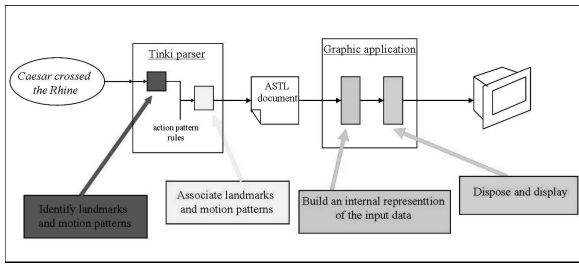 Tinki parser
Graphic application
Caesar crossed
the Rhine
ASTL
document
action pattern
rules
Identify landmarks
and motion patterns
Associate landmarks
and motion patterns
Build an internal representtion
of the input data
Dispose and display